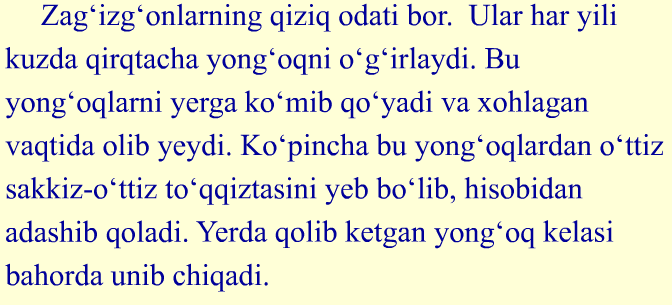 Zag‘izg‘onlarning qiziq odati bor. Ular har yili
kuzda qirqtacha yong‘oqni o‘g‘irlaydi. Bu
yong‘oqlarni yerga ko‘mib qo‘yadi va xohlagan
vaqtida olib yeydi. Ko‘pincha bu yong‘oqlardan o‘ttiz
sakkiz-o‘ttiz to‘qqiztasini yeb bo‘lib, hisobidan
adashib qoladi. Yerda qolib ketgan yong‘oq kelasi
bahorda unib chiqadi.